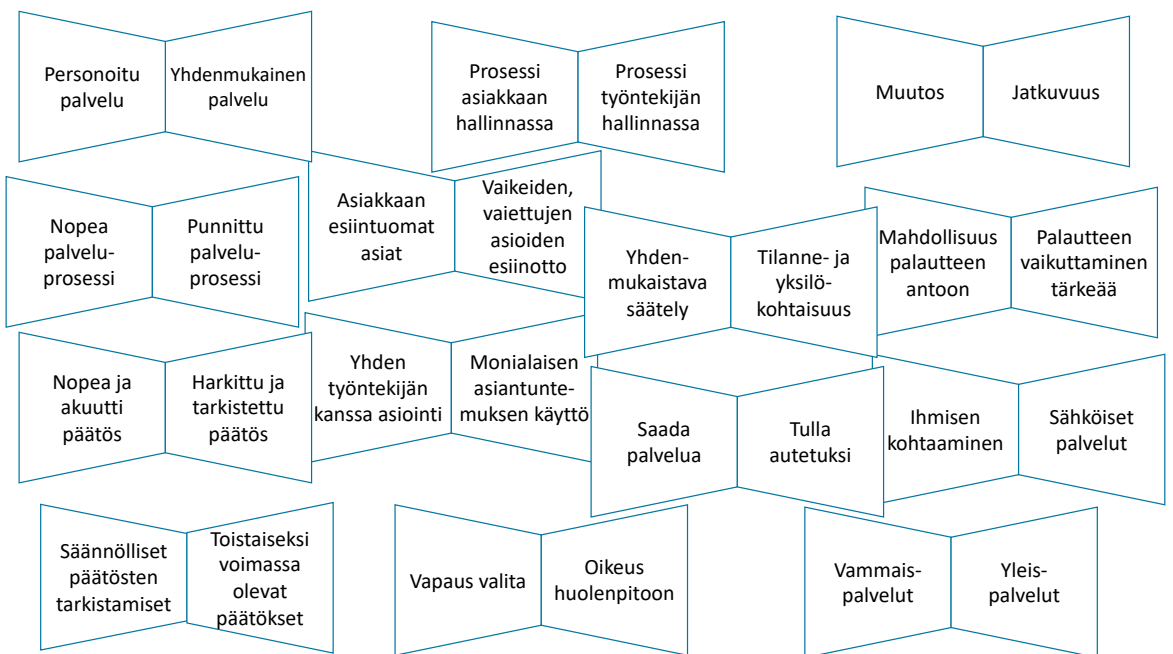 Personoitu
palvelu
Yhdenmukainen
palvelu
Prosessi
asiakkaan
hallinnassa
Prosessi
työntekijän
hallinnassa
Muutos
Jatkuvuus
Nopea
palvelu-
prosessi
Punnittu
palvelu-
prosessi
Asiakkaan
esiintuomat
asiat
Vaikeiden,
vaiettujen
asioiden
esiinotto
Yhden-
mukaistava
säätely
Tilanne- ja
yksilö-
kohtaisuus
Mahdollisuus
palautteen
antoon
Palautteen
vaikuttaminen
tärkeää
Nopea ja
akuutti
päätös
Harkittu ja
tarkistettu
päätös
Yhden
työntekijän
kanssa asiointi
Monialaisen
asiantunte-
muksen käyttö
Saada
palvelua
Tulla
autetuksi
Ihmisen
kohtaaminen
Sähköiset
palvelut
Säännölliset
päätösten
tarkistamiset
Toistaiseksi
voimassa
olevat
päätökset
Vapaus valita
Oikeus
huolenpitoon
Vammais-
palvelut
Yleis-
palvelut